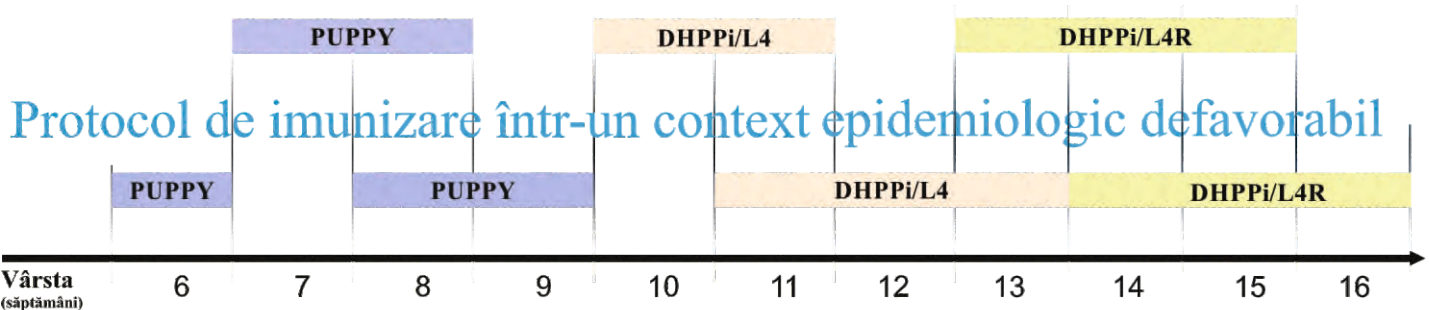 PUPPY DHPPi/L4 DHPPi/L4R
Protocol de imunizare într-un context epidemiologic defavorabil
PUPPY PUPPY DHPPi/L4 DHPPi/L4R
Vârsta 6 7 8 9 10 11 12 13 14 15 16
(săptămâni)